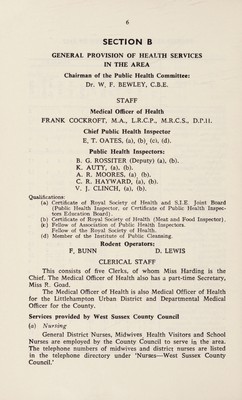 6
SECTION B
GENERAL PROVISION OF HEALTH SERVICES
IN THE AREA
Chairman of the Public Health Committee:
Dr. W. F. BEWLEY, C.B.E.
STAFF
Medical Officer of Health
FRANK COCKROFT, M.A., L.R.C.P., M.R.C.S., D.P.H.
Chief Public Health Inspector
E. T. OATES, (a), (b), (c), (d).
Public Health Inspectors:
B. G. ROSSITER (Deputy) (a), (b).
K. AUTY, (a), (b).
A. R. MOORES, (a) (b).
C. R. HAYWARD, (a), (b).
V. J. CLINCH, (a), (b).
Qualifications:
(a) Certificate of Royal Society of Health and S.I.E. Joint Board
(Public Health Inspector, or Certificate of Public Health Inspec-
tors Education Board).
(b) Certificate of Royal Society of Health (Meat and Food Inspector).
(c) Fellow of Association of Public Health Inspectors.
Fellow of the Royal Society of Health.
(d) Member of the Institute of Public Cleansing.
Rodent Operators:
F. BUNN D. LEWIS
CLERICAL STAFF
This consists of five Clerks, of whom Miss Harding is the
Chief. The Medical Officer of Health also has a part-time Secretary,
Miss R. Goad.
The Medical Officer of Health is also Medical Officer of Health
for the Littlehampton Urban District and Departmental Medical
Officer for the County.
Services provided by West Sussex County Council
(a) Nursing
General District Nurses, Midwives Health Visitors and School
Nurses are employed by the County Council to serve in the area.
The telephone numbers of midwives and district nurses are listed
in the telephone directory under 'Nurses—West Sussex County
Council.'